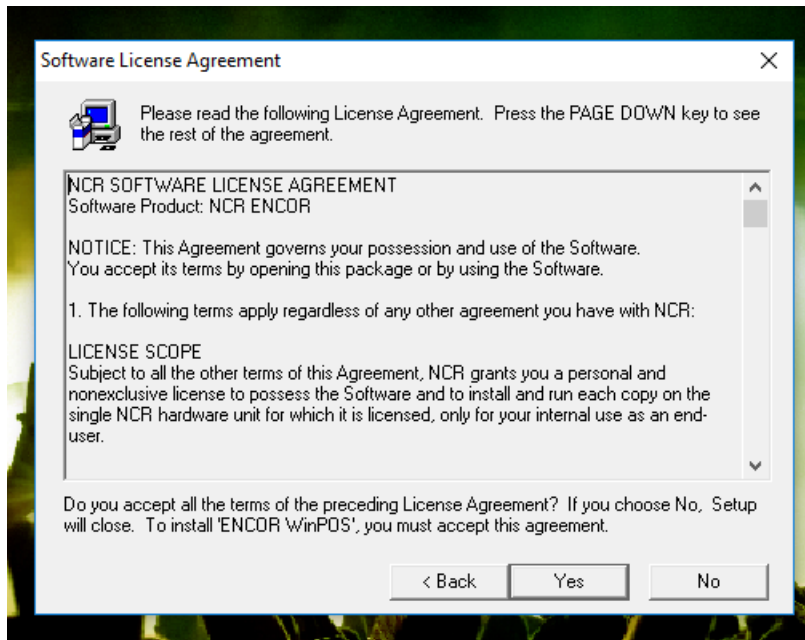 Software License Agreement
Please read the following License Agreement. Press the PAGE DOWN key to see
the rest of the agreement.
NCR SOFTWARE LICENSE AGREEMENT
Software Product: NCR ENCOR
NOTICE: This Agreement governs your possession and use of the Software.
You accept its terms by opening this package or by using the Software.
1. The following terms apply regardless of any other agreement you have with NCR:
LICENSE SCOPE
Subject to all the other terms of this Agreement, NCR grants you a personal and
nonexclusive license to possess the Software and to install and run each copy on the
single NCR hardware unit for which it is licensed, only for your internal use as an end-
user.
Do you accept all the terms of the preceding License Agreement? If you choose No, Setup
will close. To install 'ENCOR WinPOS', you must accept this agreement.
< Back Yes No